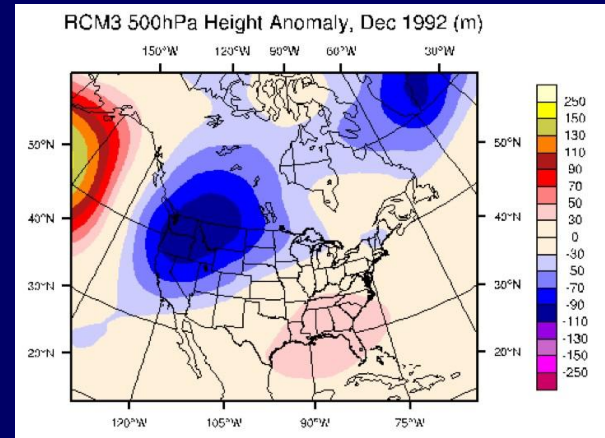 RCM3 500hPa Height Anomaly, Dec 1992 (m)
150°W 120°W 90°W 60°W 30°W
50°N 50°N
40°N 40°N
30°N 30°N
20°N 20°N
120°W 105°W 90°W 75°W
250
150
130
110
90
70
50
30
0
-30
50
-70
-90
-110
-130
-150
-250